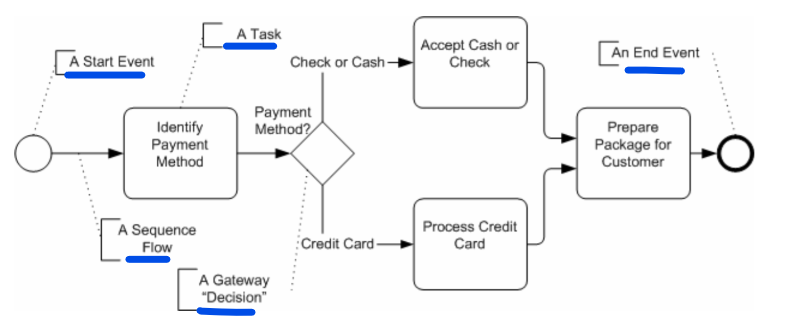 A Task
A Start Event
Check or Cash
Accept Cash or
Check
An End Event
Payment
Method?
Identify
Payment
Method
Prepare
Package for
Customer
A Sequence
Flow
Credit Card
Process Credit
Card
A Gateway
“Decision”